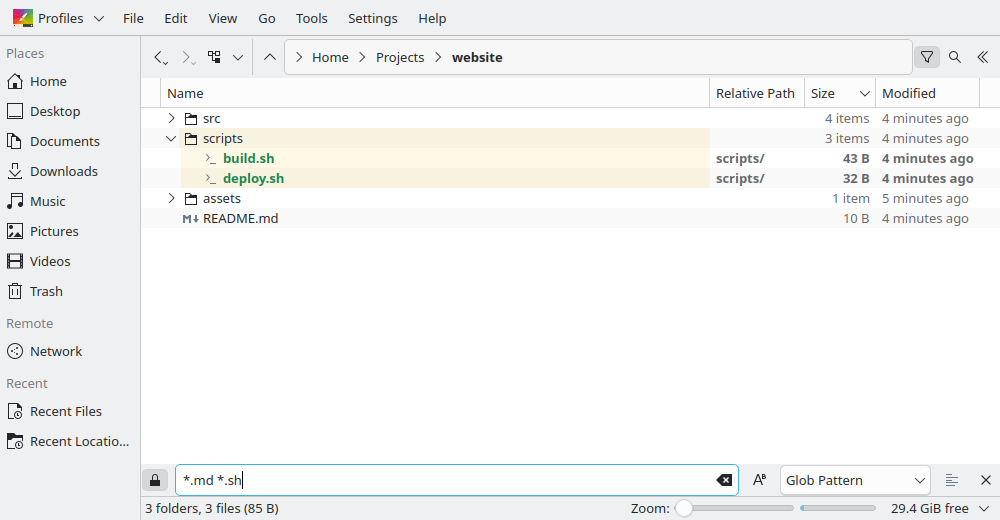 Profiles File Edit View Go Tools Settings Help
Places
Home
Desktop
Documents
Downloads
Music
Pictures
Videos
Trash
Remote
Network
Recent
Recent Files
Recent Locatio...
Home Projects website
Name Relative Path Size Modified
src 4 items 4 minutes ago
scripts 3 items 4 minutes ago
build.sh scripts/ 43 B 4 minutes ago
deploy.sh scripts/ 32 B 4 minutes ago
assets 1 item 5 minutes ago
README.md 10 B 4 minutes ago
*.md *.sh Glob Pattern
3 folders, 3 files (85 B) Zoom: 29.4 GiB free